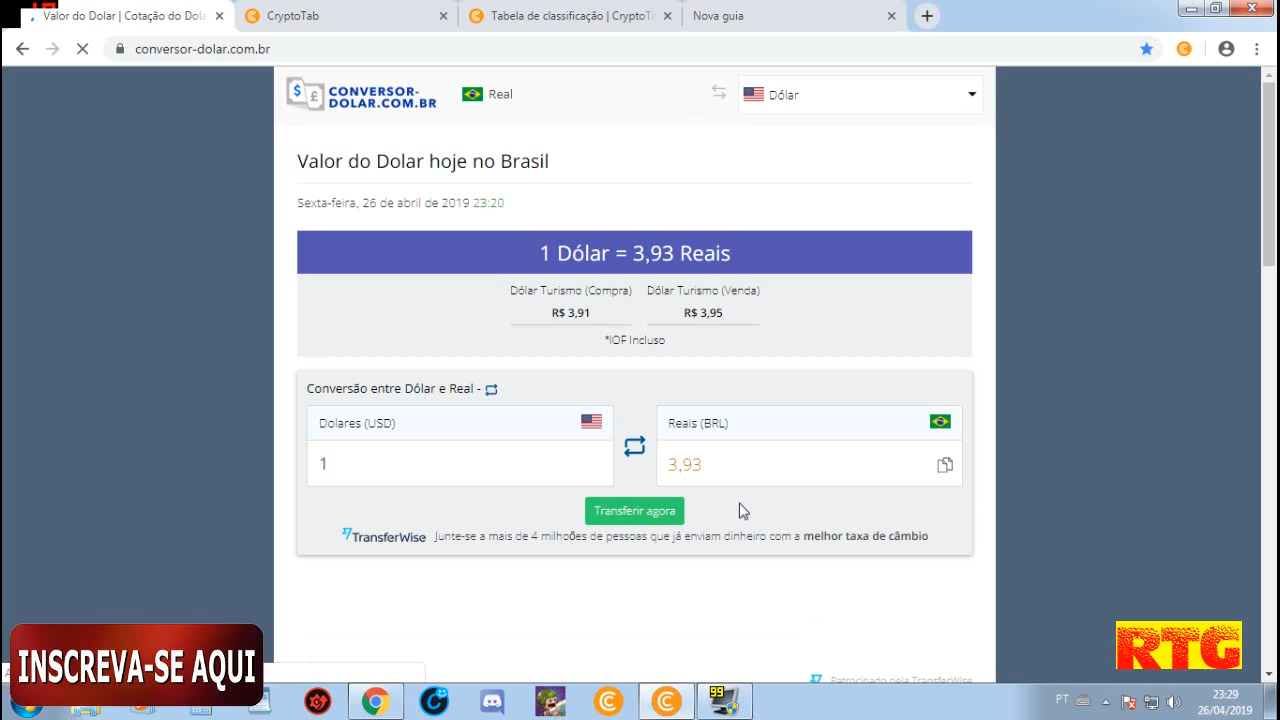 Valor do Dolar | Cotação do Dola
CryptoTab
Tabela de classificação | CryptoTa
Nova guia
conversor-dolar.com.br
CONVERSOR-
DOLAR.COM.BR
Real
Dólar
Valor do Dolar hoje no Brasil
Sexta-feira, 26 de abril de 2019 23:20
1 Dólar = 3,93 Reais
Dólar Turismo (Compra)
Dólar Turismo (Venda)
R$ 3,91
R$ 3,95
*IOF Incluso
Conversão entre Dólar e Real -
Dolares (USD)
Reais (BRL)
1
3,93
Transferir agora
TransferWise
Junte-se a mais de 4 milhões de pessoas que já enviam dinheiro com a melhor taxa de câmbio
INSCREVA-SE AQUI
RTG
Patrocinado pela TransferWise
99
PT
23:29
26/04/2019